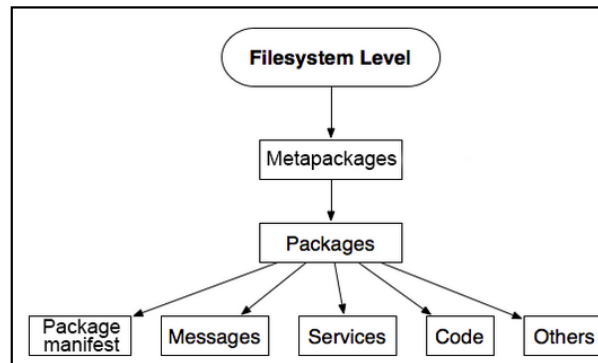 Filesystem Level
Metapackages
Packages
Package
manifest
Messages
Services
Code
Others